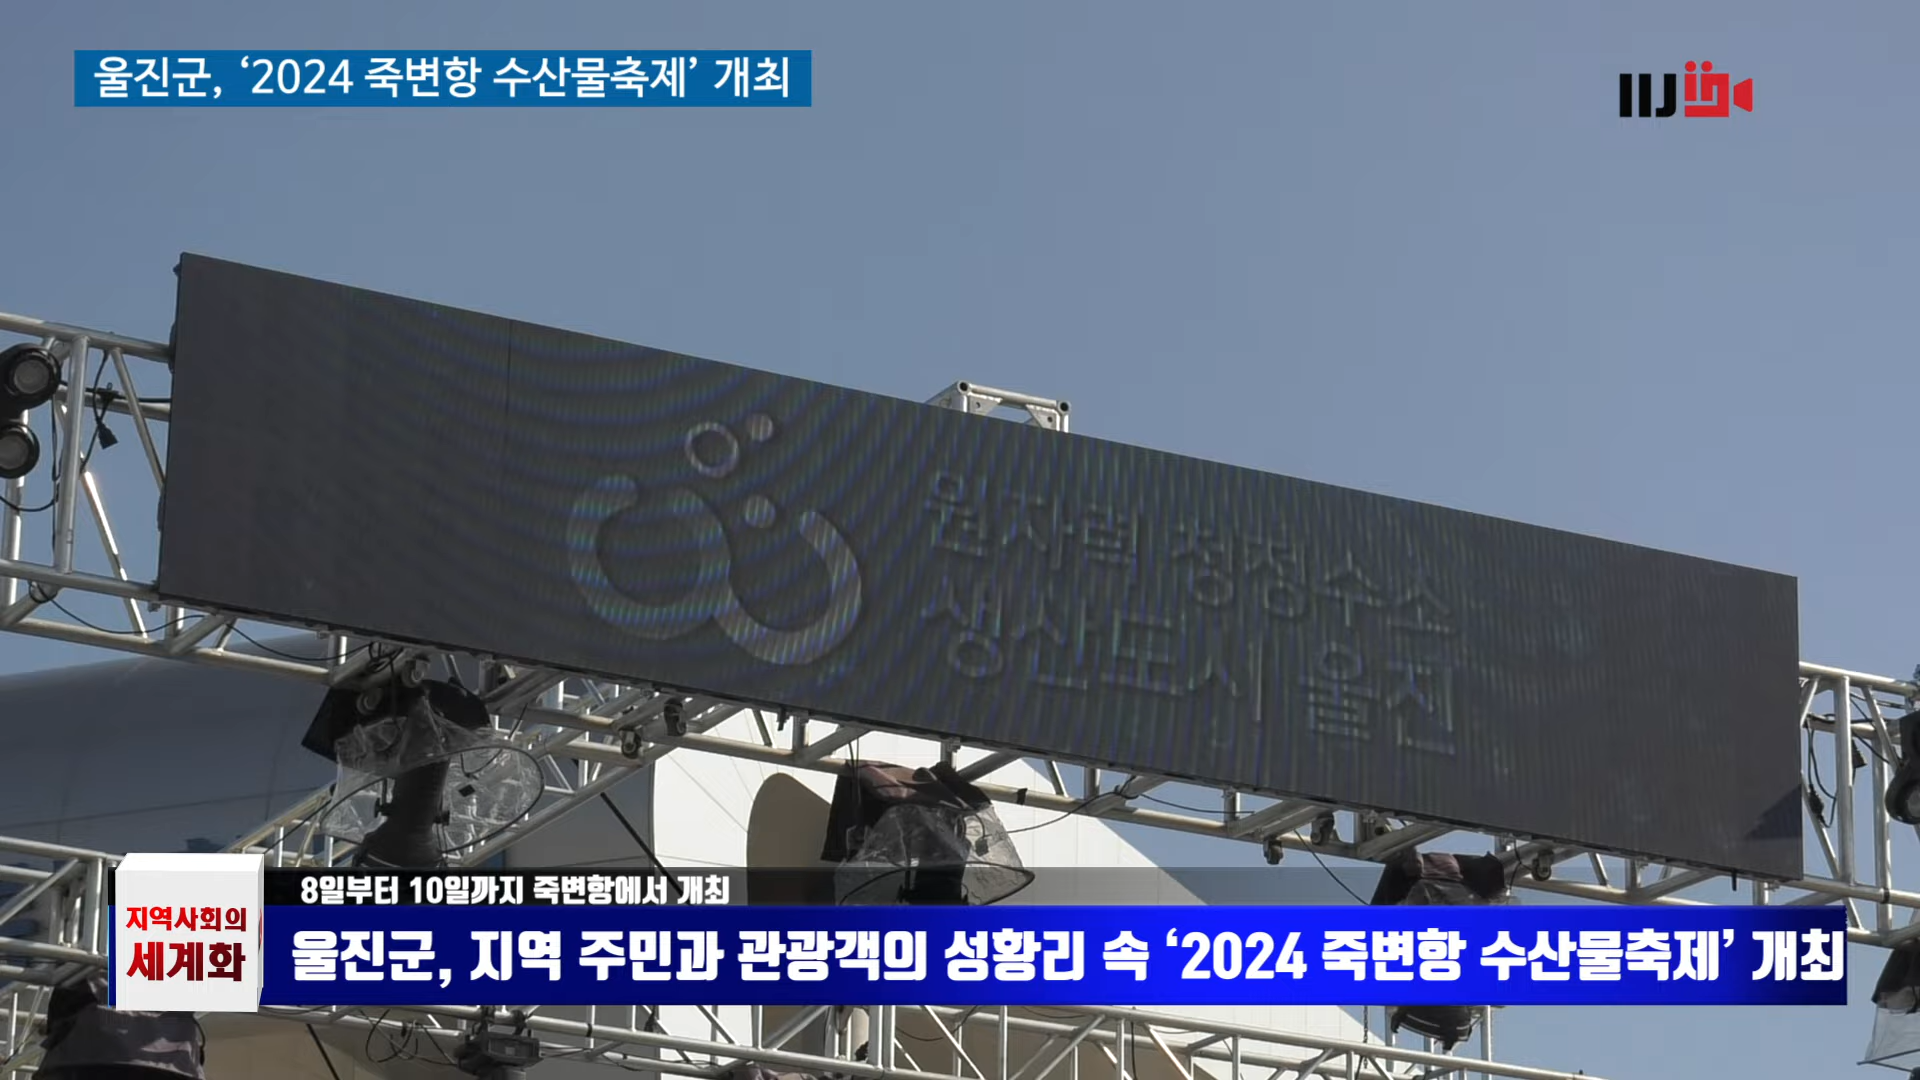 울진군, ‘2024 죽변항 수산물축제’ 개최
원자력 청정수소
생산도시 울진
8일부터 10일까지 죽변항에서 개최
지역사회의
세계화
울진군, 지역 주민과 관광객의 성황리 속 ‘2024 죽변항 수산물축제’ 개최